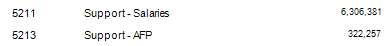 5211 Support - Salaries 6,306,381
5213 Support - AFP 322,257